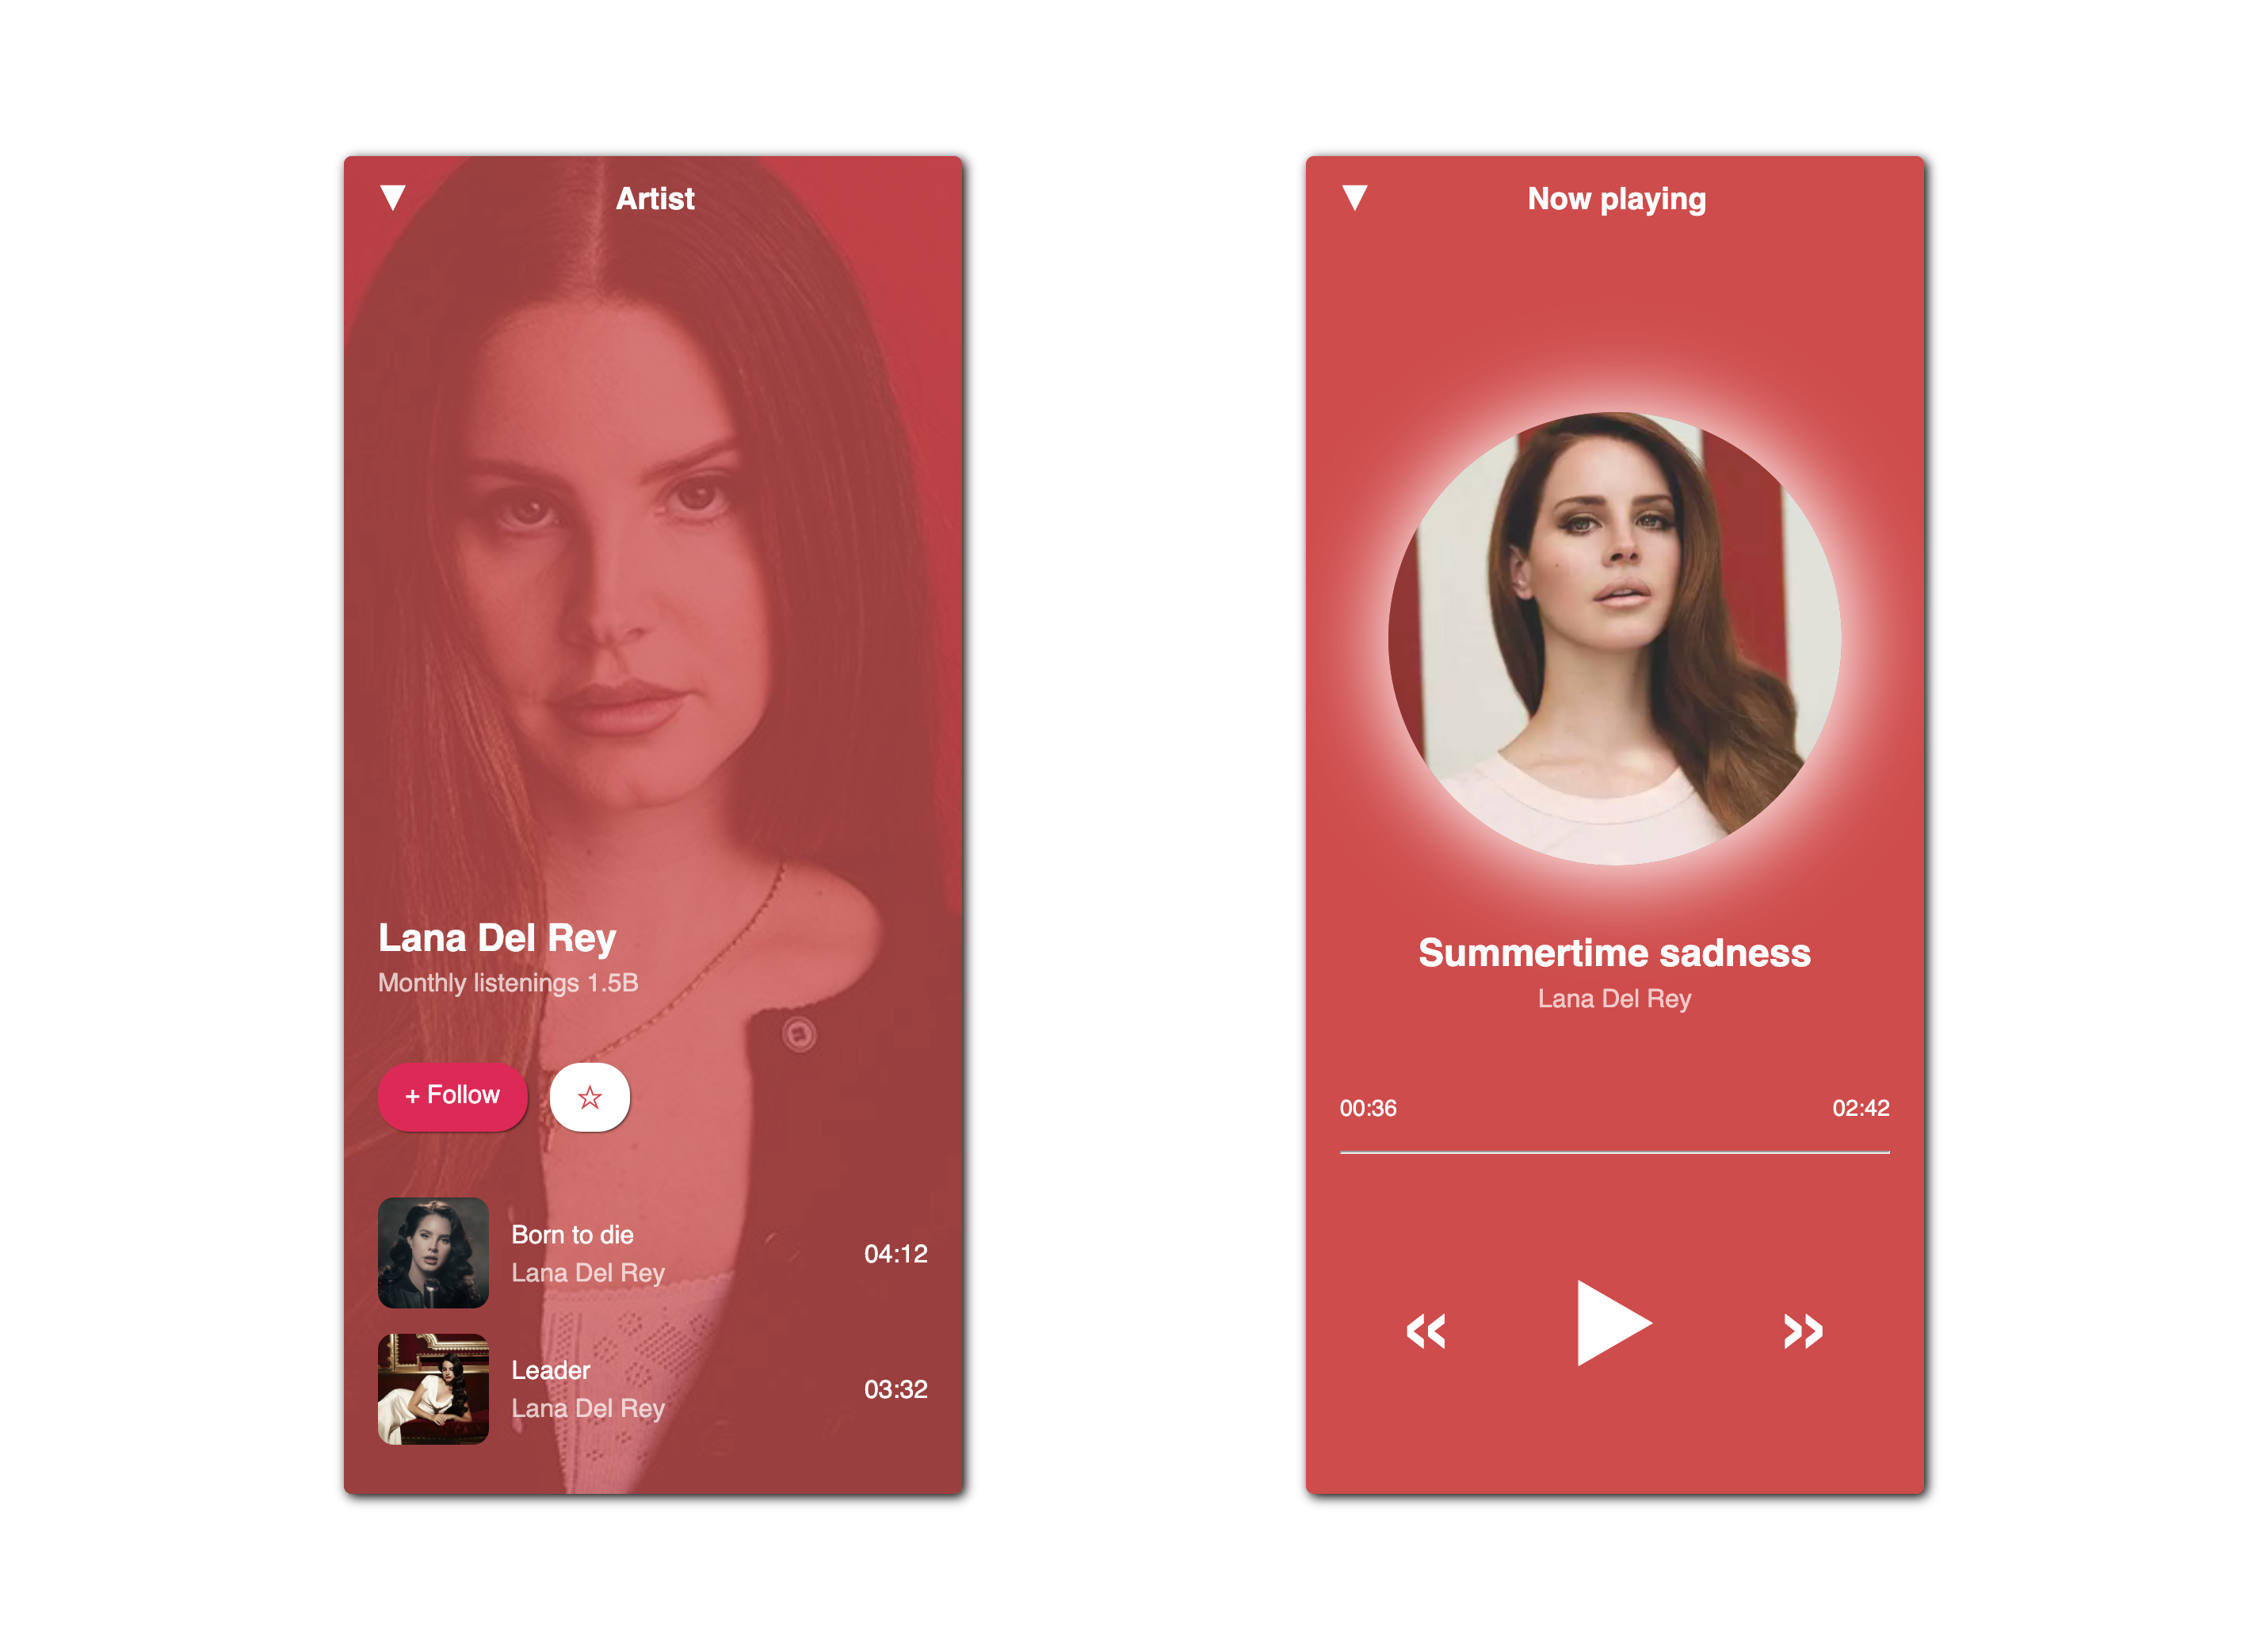 Artist
Lana Del Rey
Monthly listenings 1.5B
+ Follow
Born to die
Lana Del Rey
04:12
Leader
Lana Del Rey
03:32
Now playing
Summertime sadness
Lana Del Rey
00:36
02:42